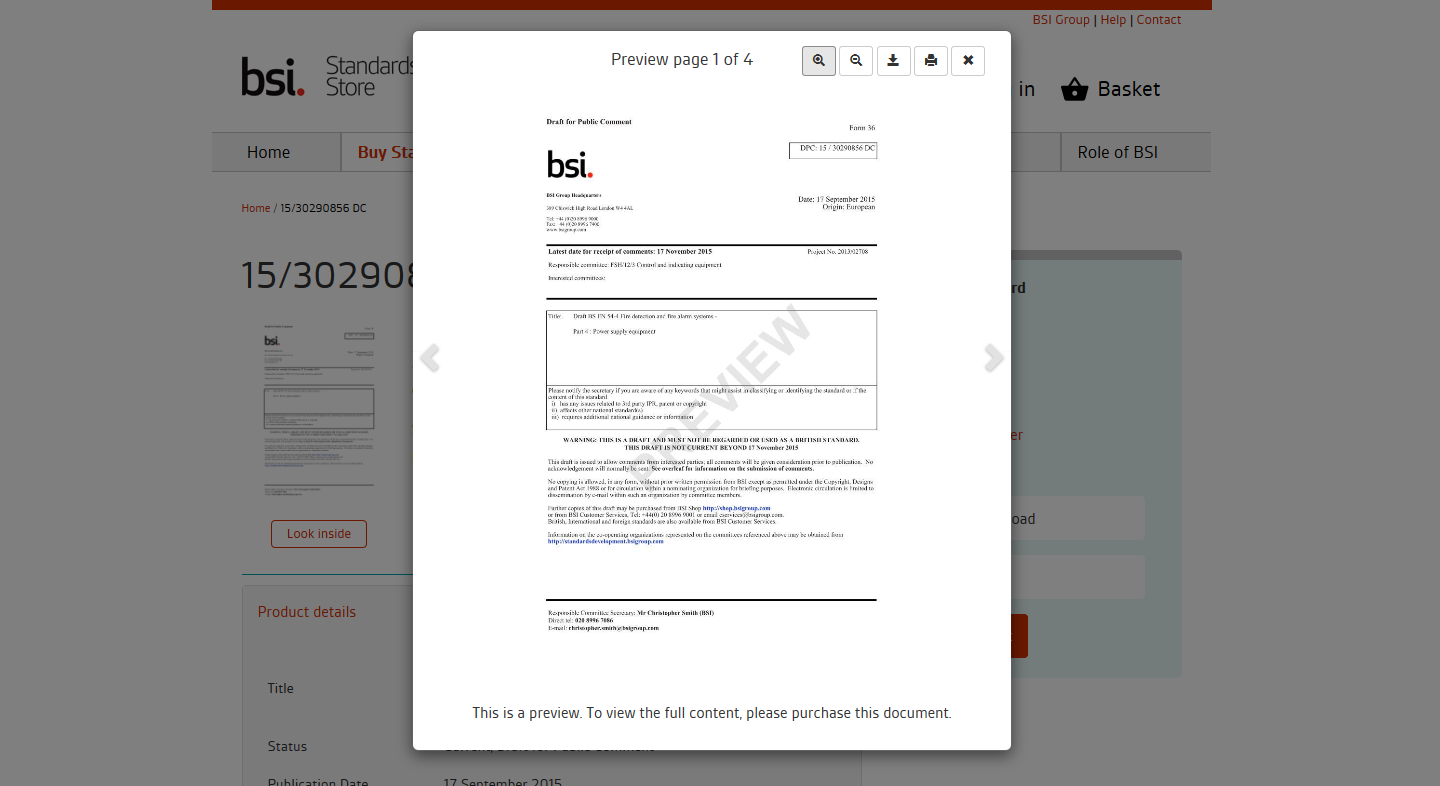 BSI Group | Help | Contact
bsi.
Standards
Store
in
Basket
Home
Buy
Role of BSI
Home / 15/30290856 DC
15/30290
Look inside
Product details
Title
Status
Publication Date
17 September 2015
Preview page 1 of 4
Draft for Public Comment
Form 36
DPC: 15 / 30290856 DC
bsi.
BSI Group Headquarters
389 Chiswick High Road London W4 4AL
Date: 17 September 2015
Origin: European
Tel: +44 (0)20 8996 9000
Fax: +44 (0)20 8996 7400
www.bsigroup.com
Latest date for receipt of comments: 17 November 2015
Project No. 2013/02708
Responsible committee: FSH/12/3 Control and indicating equipment
Interested committees:
Title:
Draft BS EN 54-4 Fire detection and fire alarm systems -
Part 4 : Power supply equipment
PREVIEW
Please notify the secretary if you are aware of any keywords that might assist in classifying or identifying the standard or if the
content of this standard
i) has any issues related to 3rd party IPR, patent or copyright
ii) affects other national standard(s)
iii) requires additional national guidance or information
WARNING: THIS IS A DRAFT AND MUST NOT BE REGARDED OR USED AS A BRITISH STANDARD.
THIS DRAFT IS NOT CURRENT BEYOND 17 November 2015
This draft is issued to allow comments from interested parties; all comments will be given consideration prior to publication. No
acknowledgement will normally be sent. See overleaf for information on the submission of comments.
No copying is allowed, in any form, without prior written permission from BSI except as permitted under the Copyright, Designs
and Patent Act 1988 or for circulation within a nominating organization for briefing purposes. Electronic circulation is limited to
dissemination by e-mail within such an organization by committee members.
Further copies of this draft may be purchased from BSI Shop http://shop.bsigroup.com
or from BSI Customer Services, Tel: +44(0) 20 8996 9001 or email cservices@bsigroup.com.
British, International and foreign standards are also available from BSI Customer Services.
Information on the co-operating organizations represented on the committees referenced above may be obtained from
http://standardsdevelopment.bsigroup.com
Responsible Committee Secretary: Mr Christopher Smith (BSI)
Direct tel: 020 8996 7086
E-mail: christopher.smith@bsigroup.com
This is a preview. To view the full content, please purchase this document.